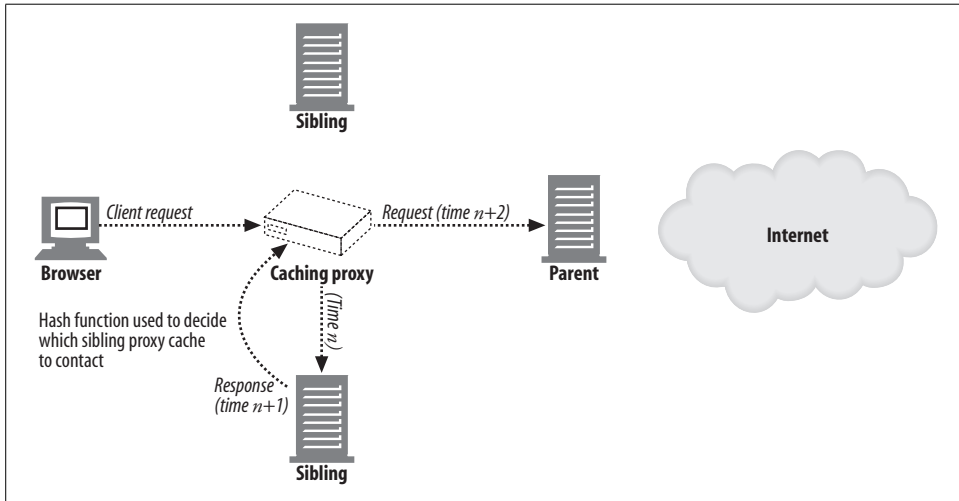 Sibling
Client request
Request (time n+2)
Internet
Browser
Caching proxy
Parent
(Time n)
Hash function used to decide
which sibling proxy cache
to contact
Response
(time n+1)
Sibling